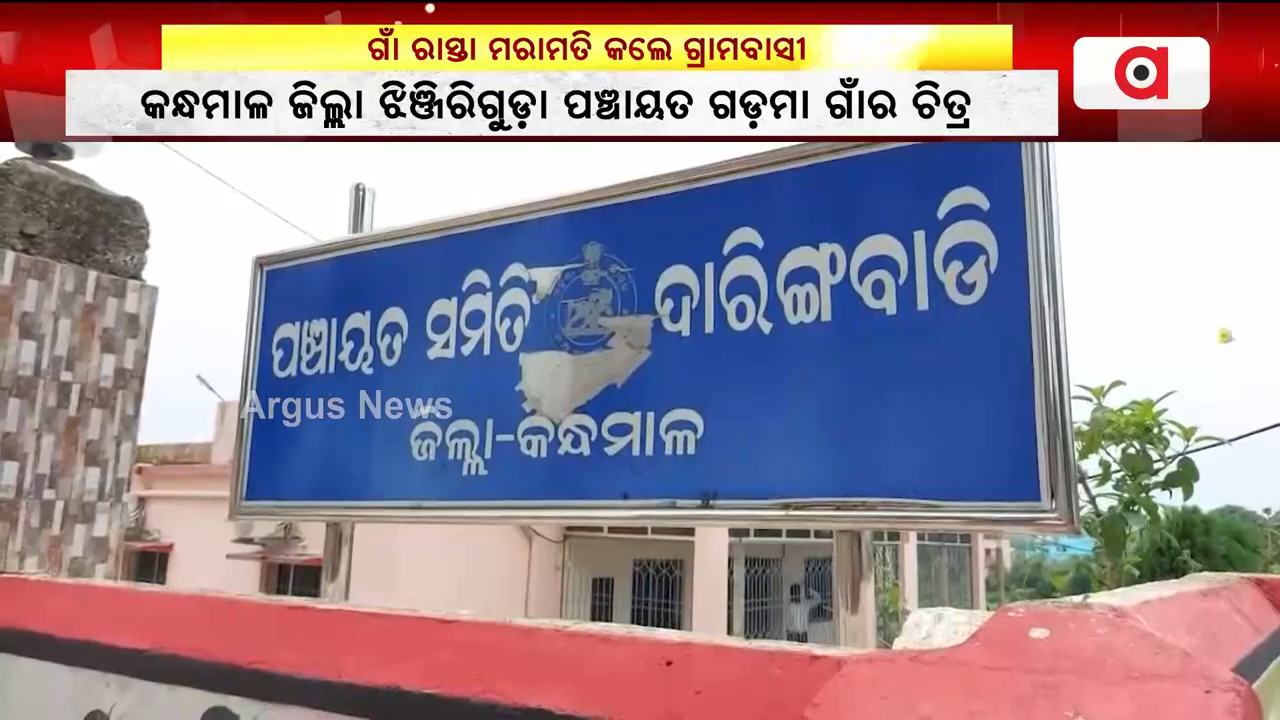 ଗାଁ ରାସ୍ତା ମରାମତି କଲେ ଗ୍ରାମବାସୀ
କନ୍ଧମାଳ ଜିଲ୍ଲା ଝିଞ୍ଜିରିଗୁଡ଼ା ପଞ୍ଚାୟତ ଗଡ଼ମା ଗାଁର ଚିତ୍ର
ପଞ୍ଚାୟତ ସମିତି ଦାରିଙ୍ଗବାଡି
Argus News
ଜିଲ୍ଲା-କନ୍ଧମାଳ